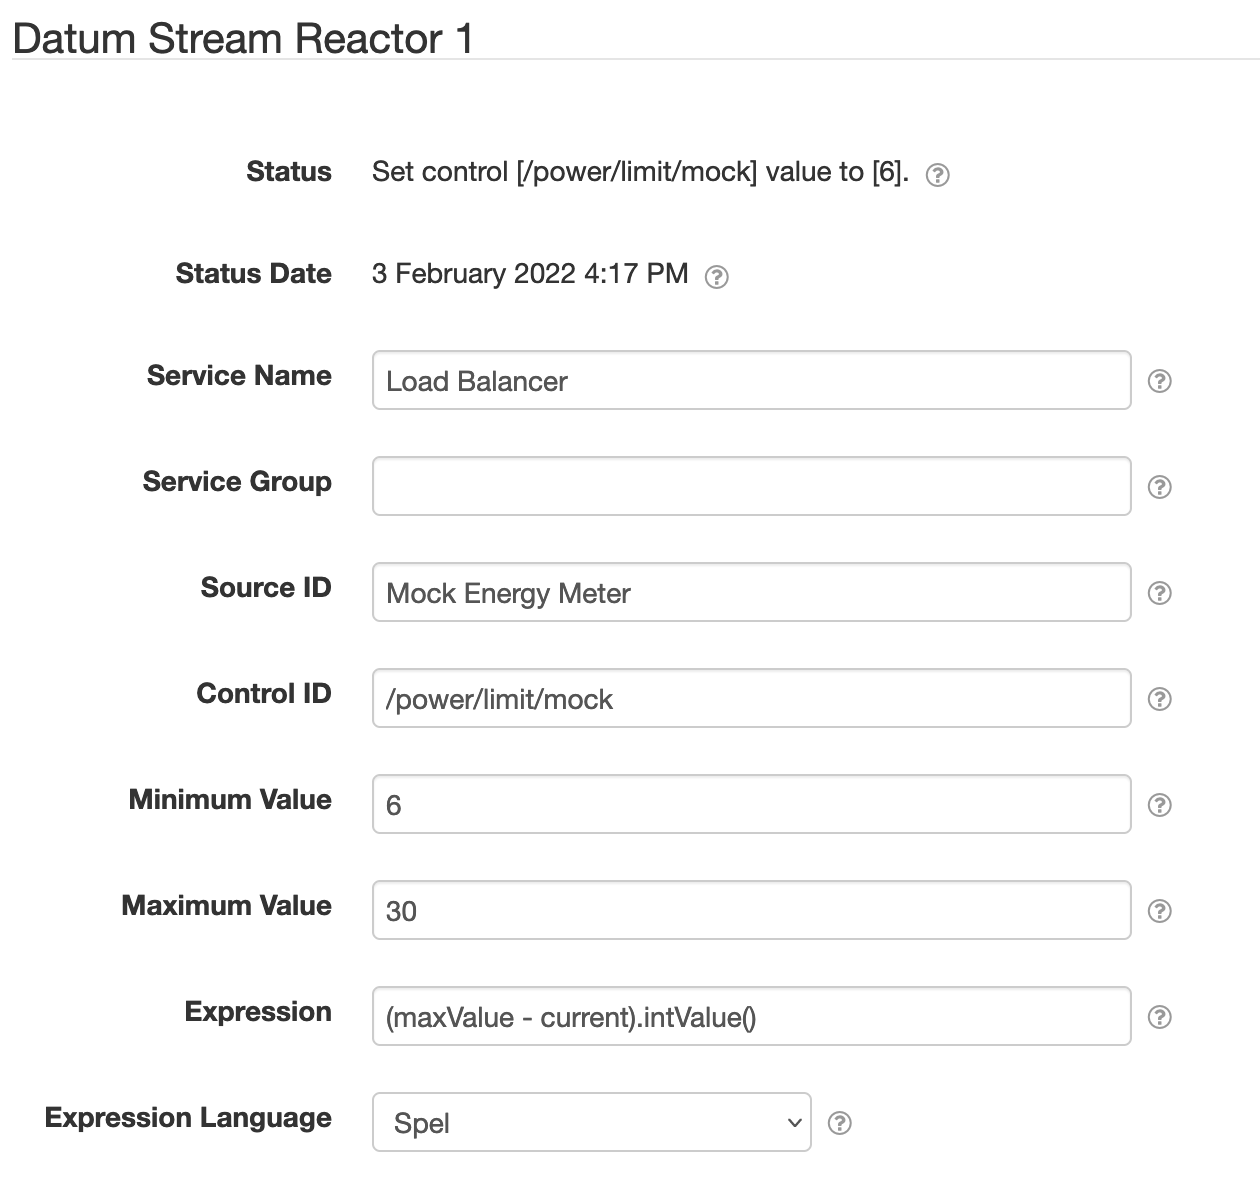 Datum Stream Reactor 1
Status Set control [/power/limit/mock] value to [6]. ?
Status Date 3 February 2022 4:17 PM ?
Service Name Load Balancer ?
Service Group ?
Source ID Mock Energy Meter ?
Control ID /power/limit/mock ?
Minimum Value 6 ?
Maximum Value 30 ?
Expression (maxValue - current).intValue() ?
Expression Language Spel ?